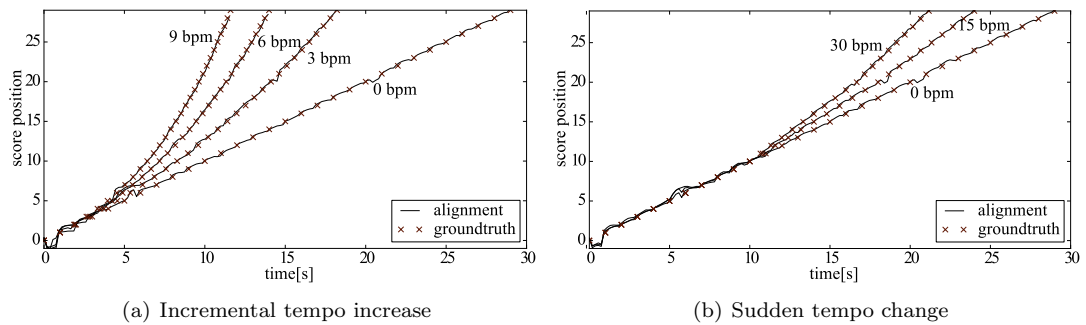 25
20
15
10
5
0
score position
9 bpm
6 bpm
3 bpm
0 bpm
alignment
groundtruth
0
5
10
15
20
25
30
time[s]
(a) Incremental tempo increase
25
20
15
10
5
0
score position
30 bpm
15 bpm
0 bpm
alignment
groundtruth
0
5
10
15
20
25
30
time[s]
(b) Sudden tempo change